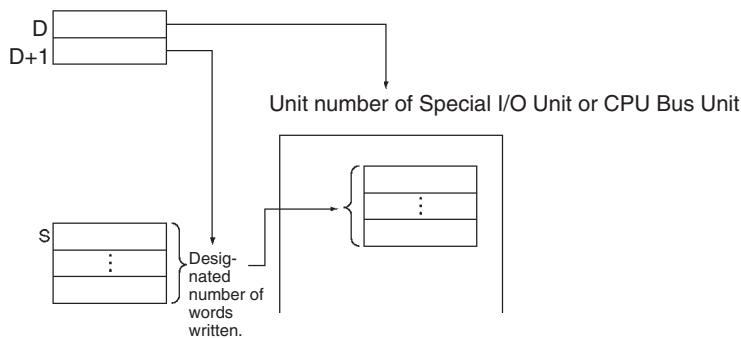 D
D+1
Unit number of Special I/O Unit or CPU Bus Unit
S
Desig-
nated
number of
words
written.